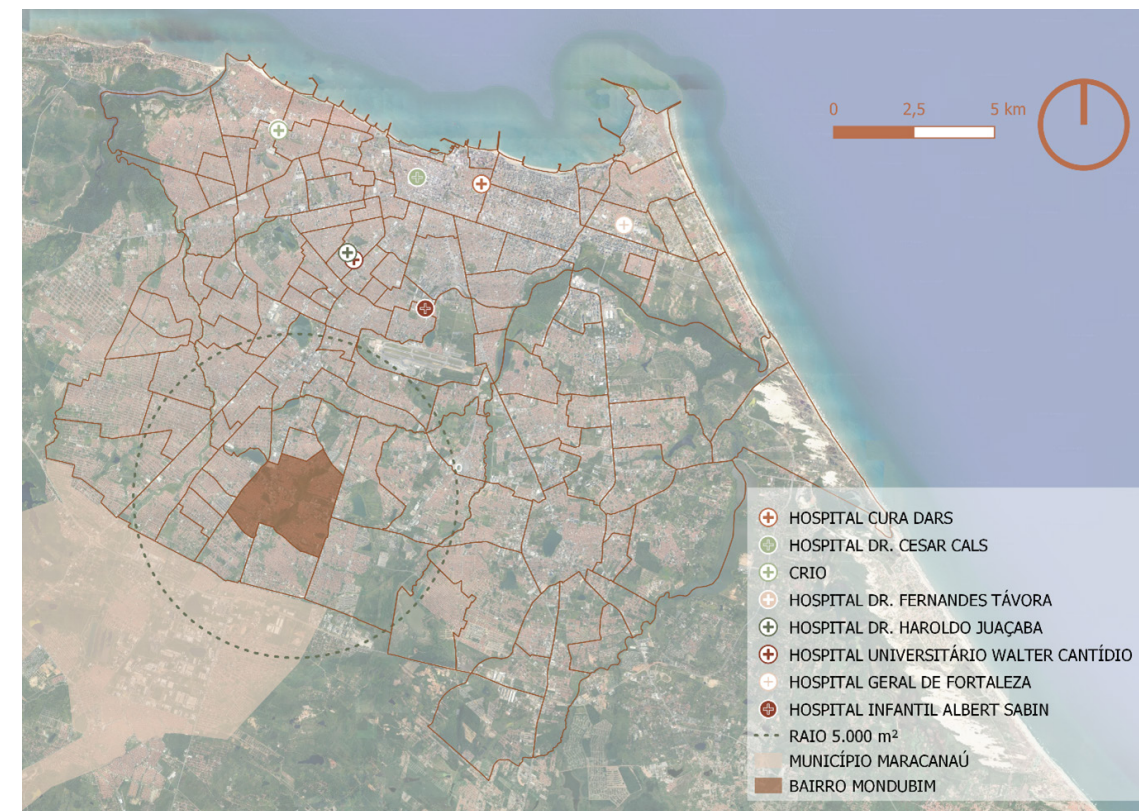 0 2,5 5 km
HOSPITAL CURA DARS
HOSPITAL DR. CESAR CALS
CRIO
HOSPITAL DR. FERNANDES TÁVORA
HOSPITAL DR. HAROLDO JUAÇABA
HOSPITAL UNIVERSITÁRIO WALTER CANTÍDIO
HOSPITAL GERAL DE FORTALEZA
HOSPITAL INFANTIL ALBERT SABIN
RAIO 5.000 m²
MUNICÍPIO MARACANAÚ
BAIRRO MONDUBIM